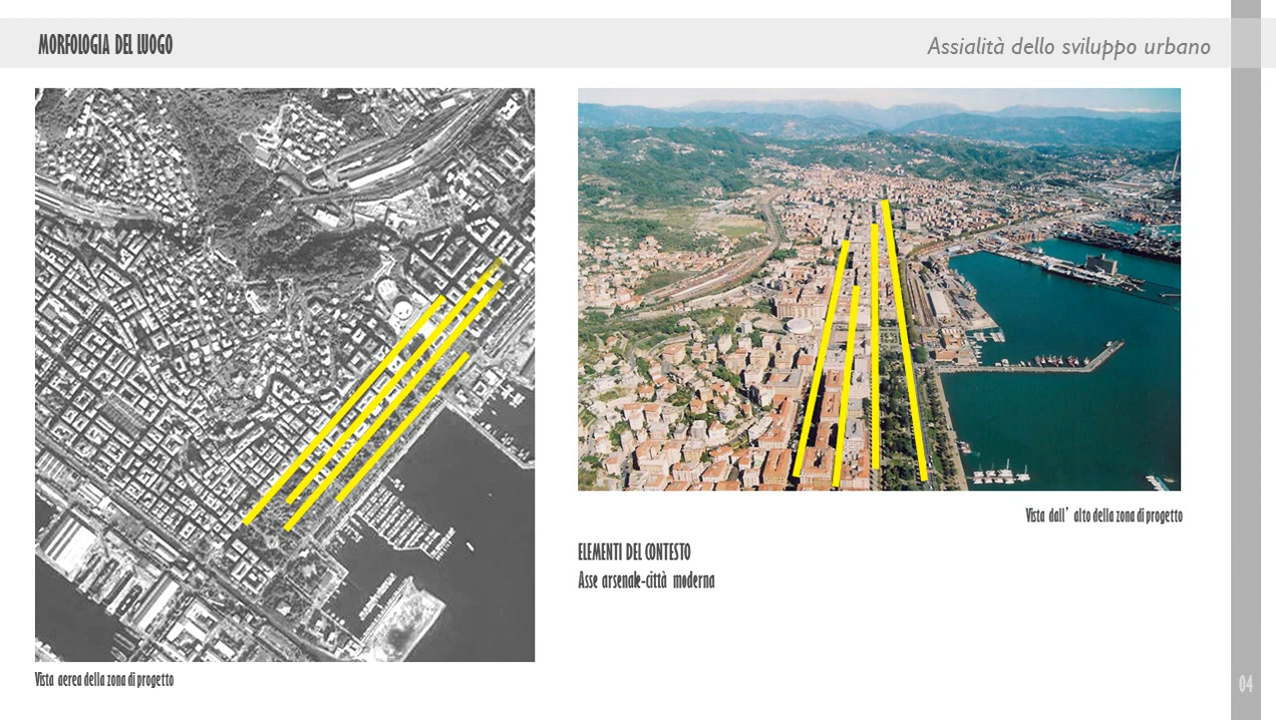 MORFOLOGIA DEL LUOGO
Assialità dello sviluppo urbano
Vista dall' alto della zona di progetto
ELEMENTI DEL CONTESTO
Asse arsenale-città moderna
Vista aerea della zona di progetto
04